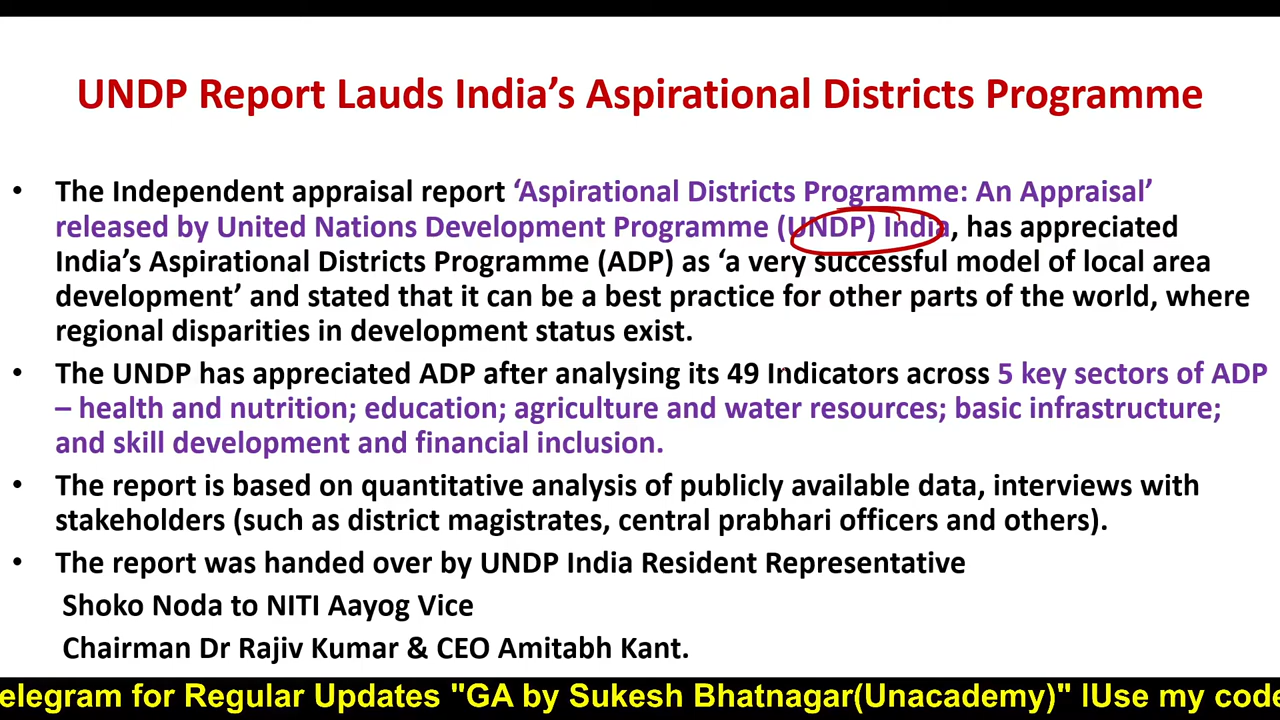 UNDP Report Lauds India’s Aspirational Districts Programme
• The Independent appraisal report ‘Aspirational Districts Programme: An Appraisal’
released by United Nations Development Programme (UNDP) India, has appreciated
India’s Aspirational Districts Programme (ADP) as ‘a very successful model of local area
development’ and stated that it can be a best practice for other parts of the world, where
regional disparities in development status exist.
• The UNDP has appreciated ADP after analysing its 49 Indicators across 5 key sectors of ADP
– health and nutrition; education; agriculture and water resources; basic infrastructure;
and skill development and financial inclusion.
• The report is based on quantitative analysis of publicly available data, interviews with
stakeholders (such as district magistrates, central prabhari officers and others).
• The report was handed over by UNDP India Resident Representative
Shoko Noda to NITI Aayog Vice
Chairman Dr Rajiv Kumar & CEO Amitabh Kant.
elegram for Regular Updates "GA by Sukesh Bhatnagar(Unacademy)" lUse my code